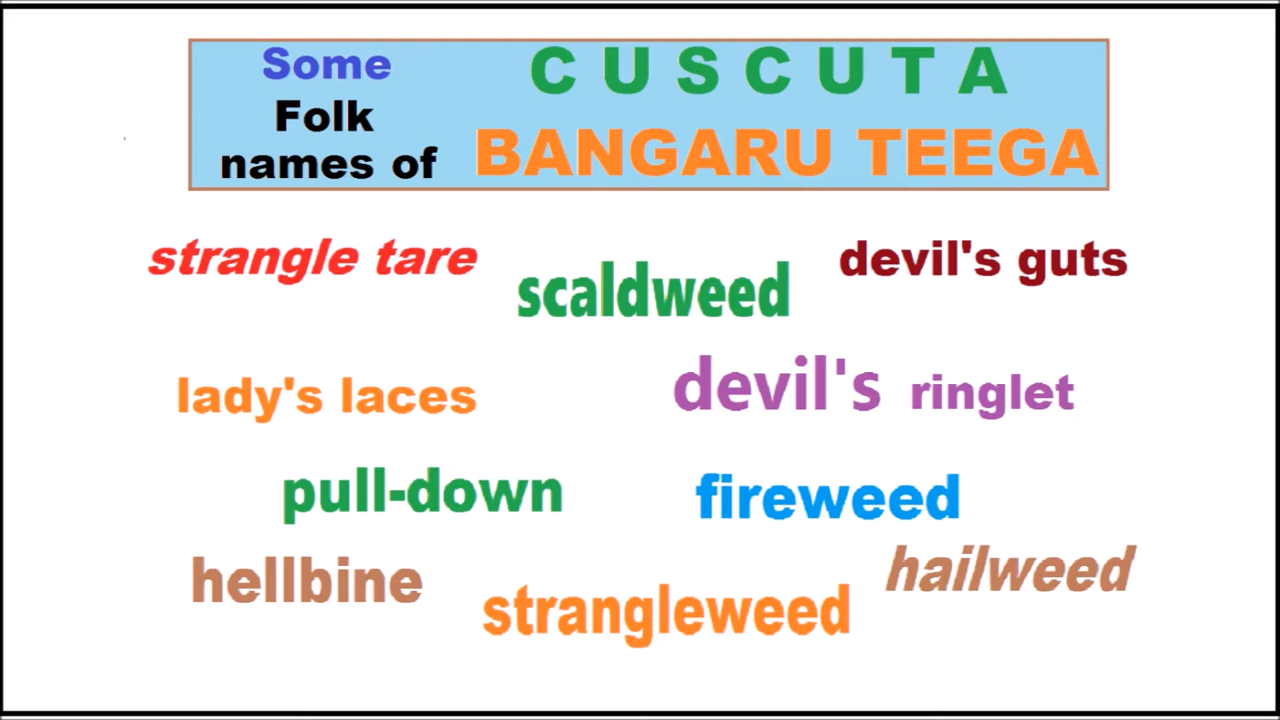 Some
Folk
names of
CUSCUTA
BANGARU TEEGA
strangle tare
scaldweed
devil's guts
lady's laces
devil's ringlet
pull-down
fireweed
hellbine
strangleweed
hailweed